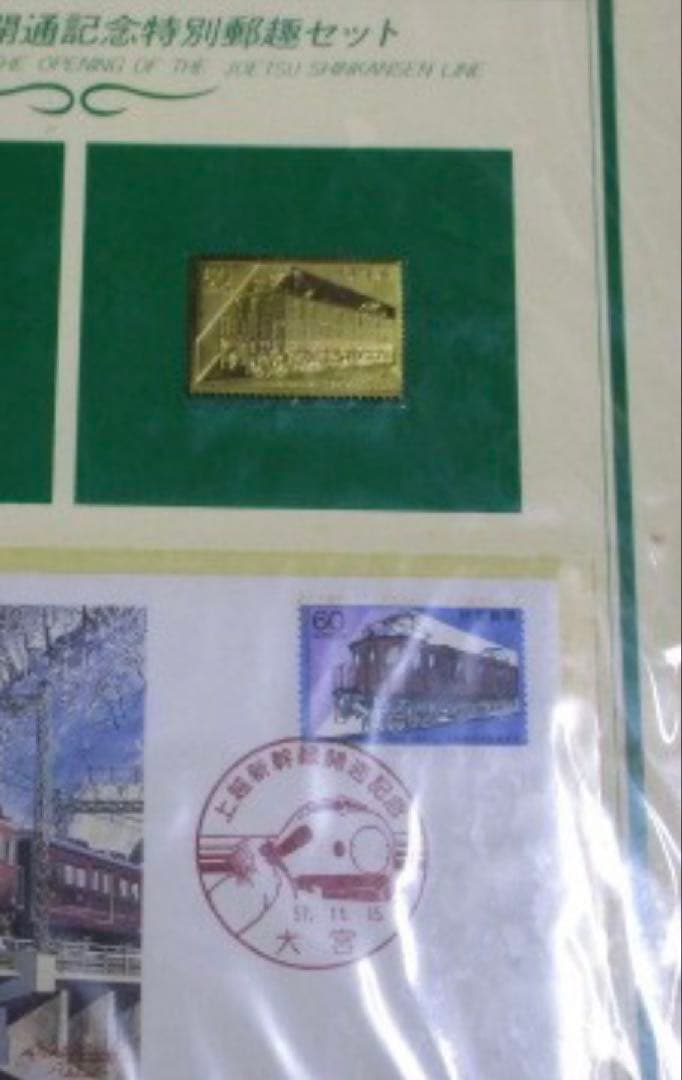 開通記念特別郵趣セット
HE OPENING OF THE JOETSU SHINKANSEN LINE
60
上越新幹線開通記念
57.11.15
大宮